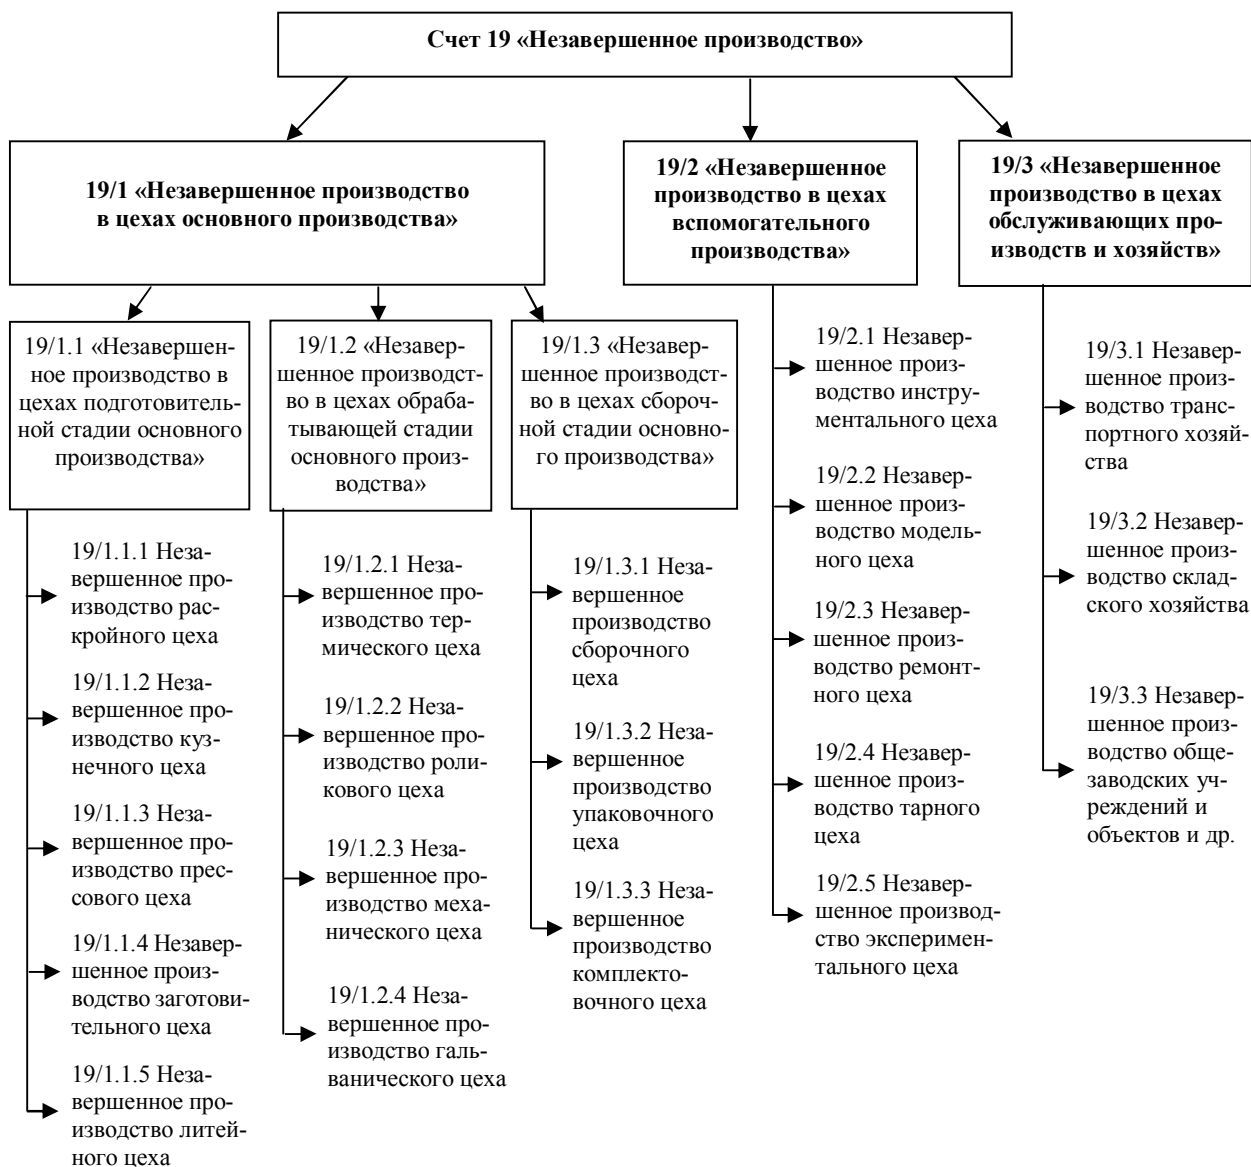 Счет 19 «Незавершенное производство»
19/1 «Незавершенное производство
в цехах основного производства»
19/2 «Незавершенное
производство в цехах
вспомогательного
производства»
19/3 «Незавершенное
производство в цехах
обслуживающих про-
изводств и хозяйств»
19/1.1 «Незавершен-
ное производство в
цехах подготовитель-
ной стадии основного
производства»
19/1.2 «Незавер-
шенное производст-
во в цехах обраба-
тывающей стадии
основного произ-
водства»
19/1.3 «Незавер-
шенное производст-
во в цехах сбороч-
ной стадии основно-
го производства»
19/1.1.1 Неза-
вершенное про-
изводство рас-
кройного цеха
19/1.1.2 Неза-
вершенное про-
изводство куз-
нечного цеха
19/1.1.3 Неза-
вершенное про-
изводство прес-
сового цеха
19/1.1.4 Незавер-
шенное произ-
водство заготови-
тельного цеха
19/1.1.5 Неза-
вершенное про-
изводство литей-
ного цеха
19/1.2.1 Неза-
вершенное про-
изводство тер-
мического цеха
19/1.2.2 Неза-
вершенное про-
изводство роли-
кового цеха
19/1.2.3 Неза-
вершенное про-
изводство меха-
нического цеха
19/1.2.4 Неза-
вершенное про-
изводство галь-
ванического цеха
19/1.3.1 Неза-
вершенное
производство
сборочного
цеха
19/1.3.2 Неза-
вершенное
производство
упаковочного
цеха
19/1.3.3 Неза-
вершенное
производство
комплекто-
вочного цеха
19/2.1 Незавер-
шенное произ-
водство инстру-
ментального цеха
19/2.2 Незавер-
шенное произ-
водство модель-
ного цеха
19/2.3 Незавер-
шенное произ-
водство ремонт-
ного цеха
19/2.4 Незавер-
шенное произ-
водство тарного
цеха
19/2.5 Незавер-
шенное производ-
ство эксперимен-
тального цеха
19/3.1 Незавер-
шенное произ-
водство транс-
портного хозяй-
ства
19/3.2 Незавер-
шенное произ-
водство склад-
ского хозяйства
19/3.3 Незавер-
шенное произ-
водство обще-
заводских уч-
реждений и
объектов и др.